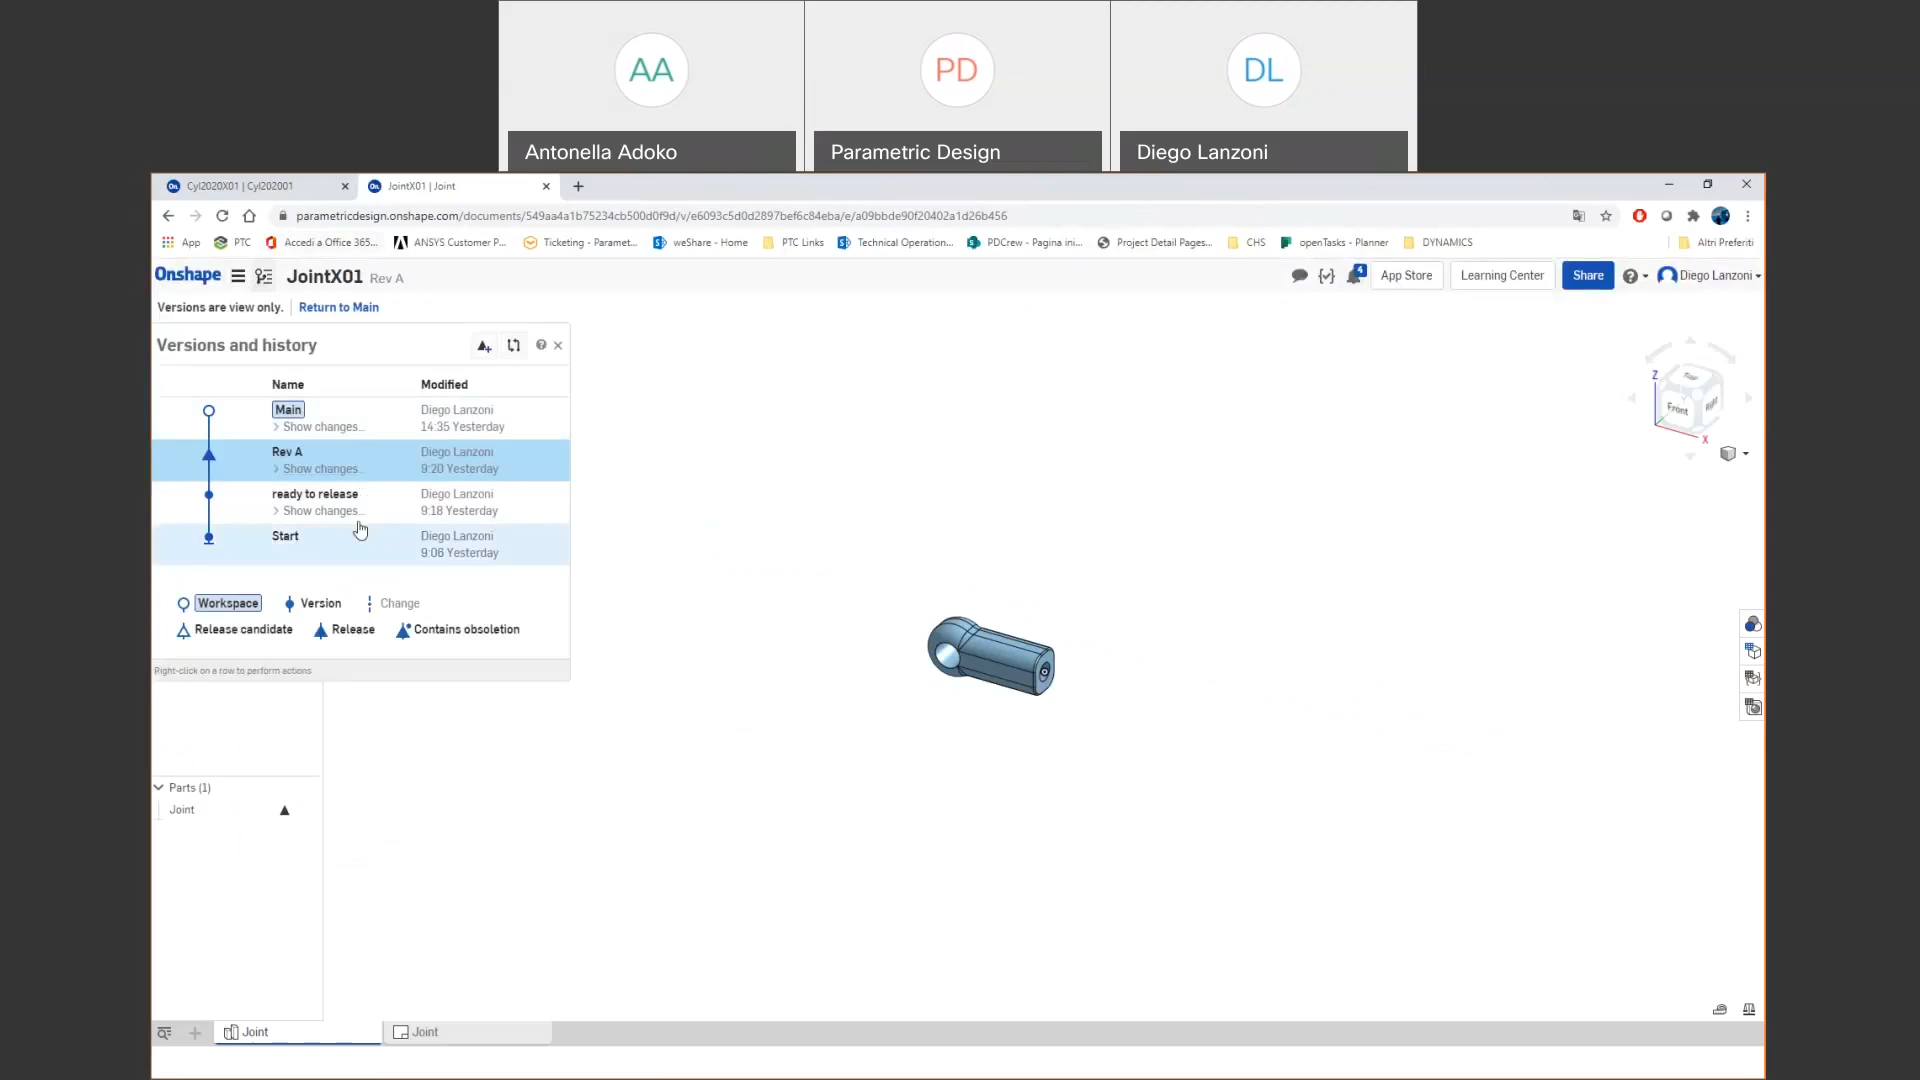 AA
PD
DL
Antonella Adoko
Parametric Design
Diego Lanzoni
Cyl2020X01 | Cyl202001
JointX01 | Joint
parametricdesign.onshape.com/documents/549aa4a1b75234cb500d0f9d/v/e6093c5d0d2897bef6c84eba/e/a09bbde90f20402a1d26b456
App
PTC
Accedi a Office 365...
ANSYS Customer P...
Ticketing - Paramet...
weShare - Home
PTC Links
Technical Operation...
PDCrew - Pagina ini...
Project Detail Pages...
CHS
openTasks - Planner
DYNAMICS
Altri Preferiti
Onshape
JointX01 Rev A
4
App Store
Learning Center
Share
Diego Lanzoni
Versions are view only.
Return to Main
Versions and history
Name Modified
Main Diego Lanzoni
Show changes... 14:35 Yesterday
Rev A Diego Lanzoni
Show changes... 9:20 Yesterday
ready to release Diego Lanzoni
Show changes... 9:18 Yesterday
Start Diego Lanzoni
9:06 Yesterday
Workspace Version Change
Release candidate Release Contains obsoletion
Right-click on a row to perform actions
Top
Front
Right
Z
X
Parts (1)
Joint
Joint
Joint